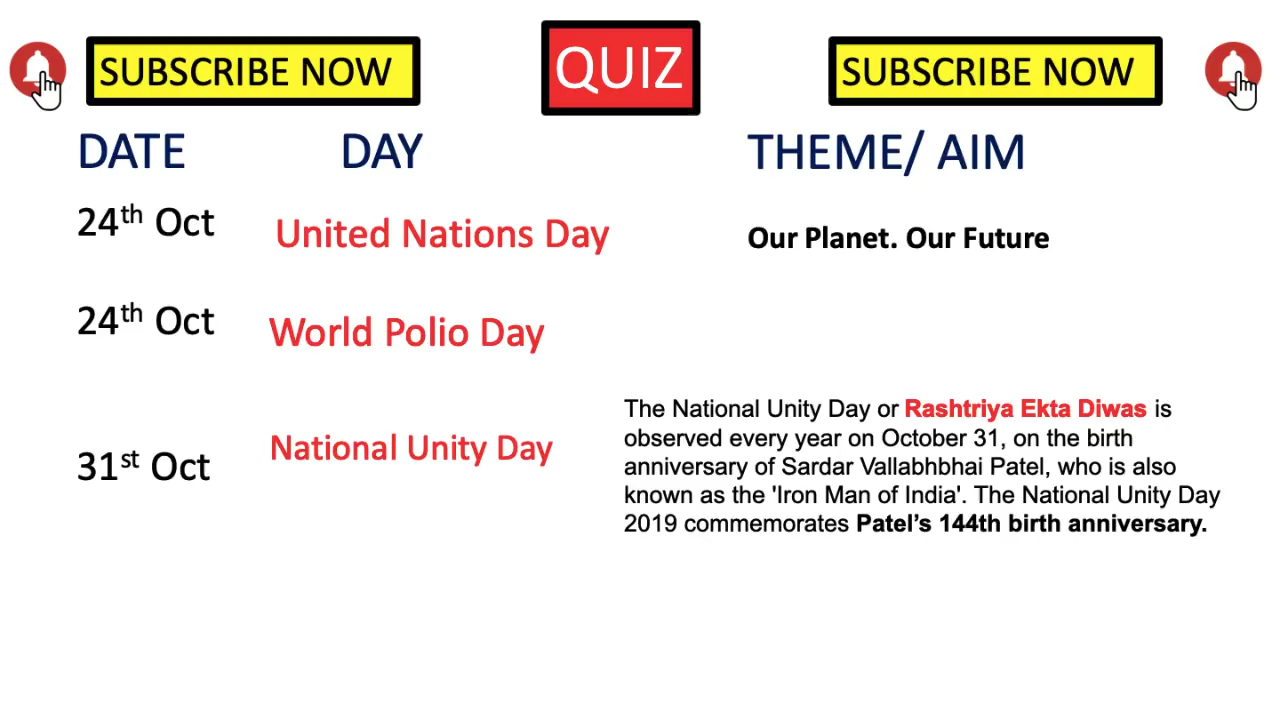 SUBSCRIBE NOW QUIZ SUBSCRIBE NOW
DATE DAY THEME/ AIM
24th Oct United Nations Day Our Planet. Our Future
24th Oct World Polio Day
31st Oct National Unity Day
The National Unity Day or Rashtriya Ekta Diwas is
observed every year on October 31, on the birth
anniversary of Sardar Vallabhbhai Patel, who is also
known as the 'Iron Man of India'. The National Unity Day
2019 commemorates Patel’s 144th birth anniversary.